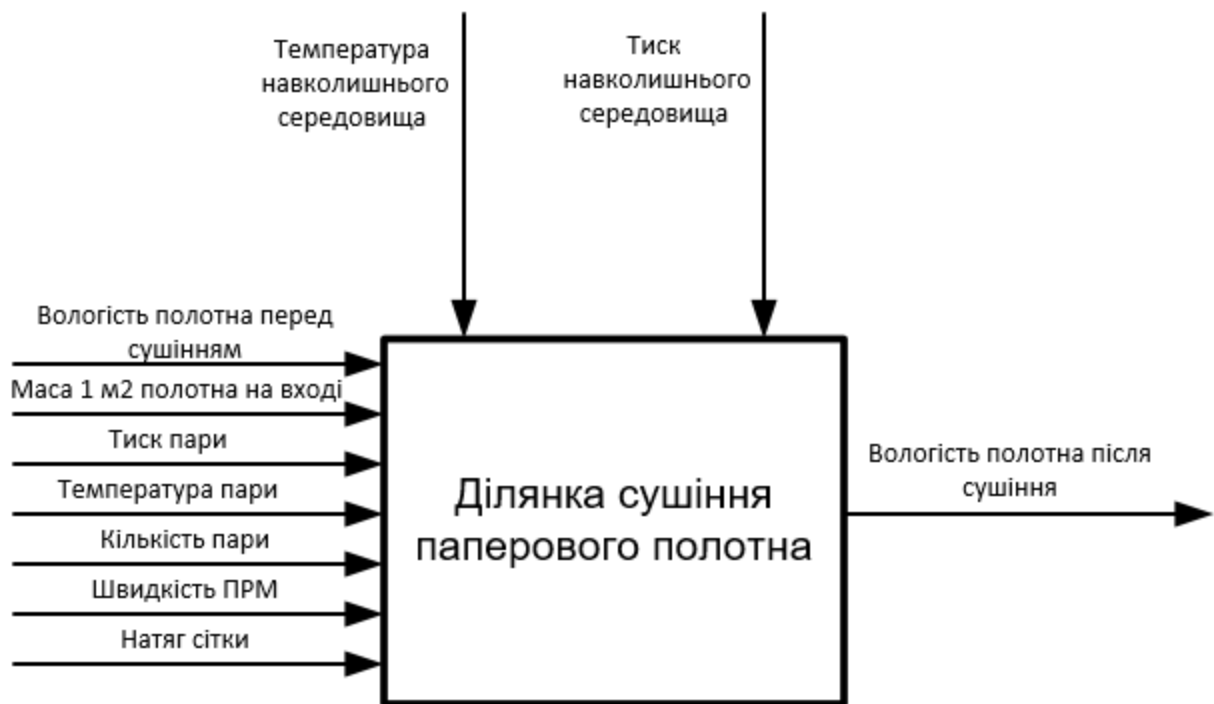 Температура
навколишнього
середовища
Тиск
навколишнього
середовища
Вологість полотна перед
сушінням
Маса 1 м2 полотна на вході
Тиск пари
Температура пари
Кількість пари
Швидкість ПРМ
Натяг сітки
Ділянка сушіння
паперового полотна
Вологість полотна після
сушіння